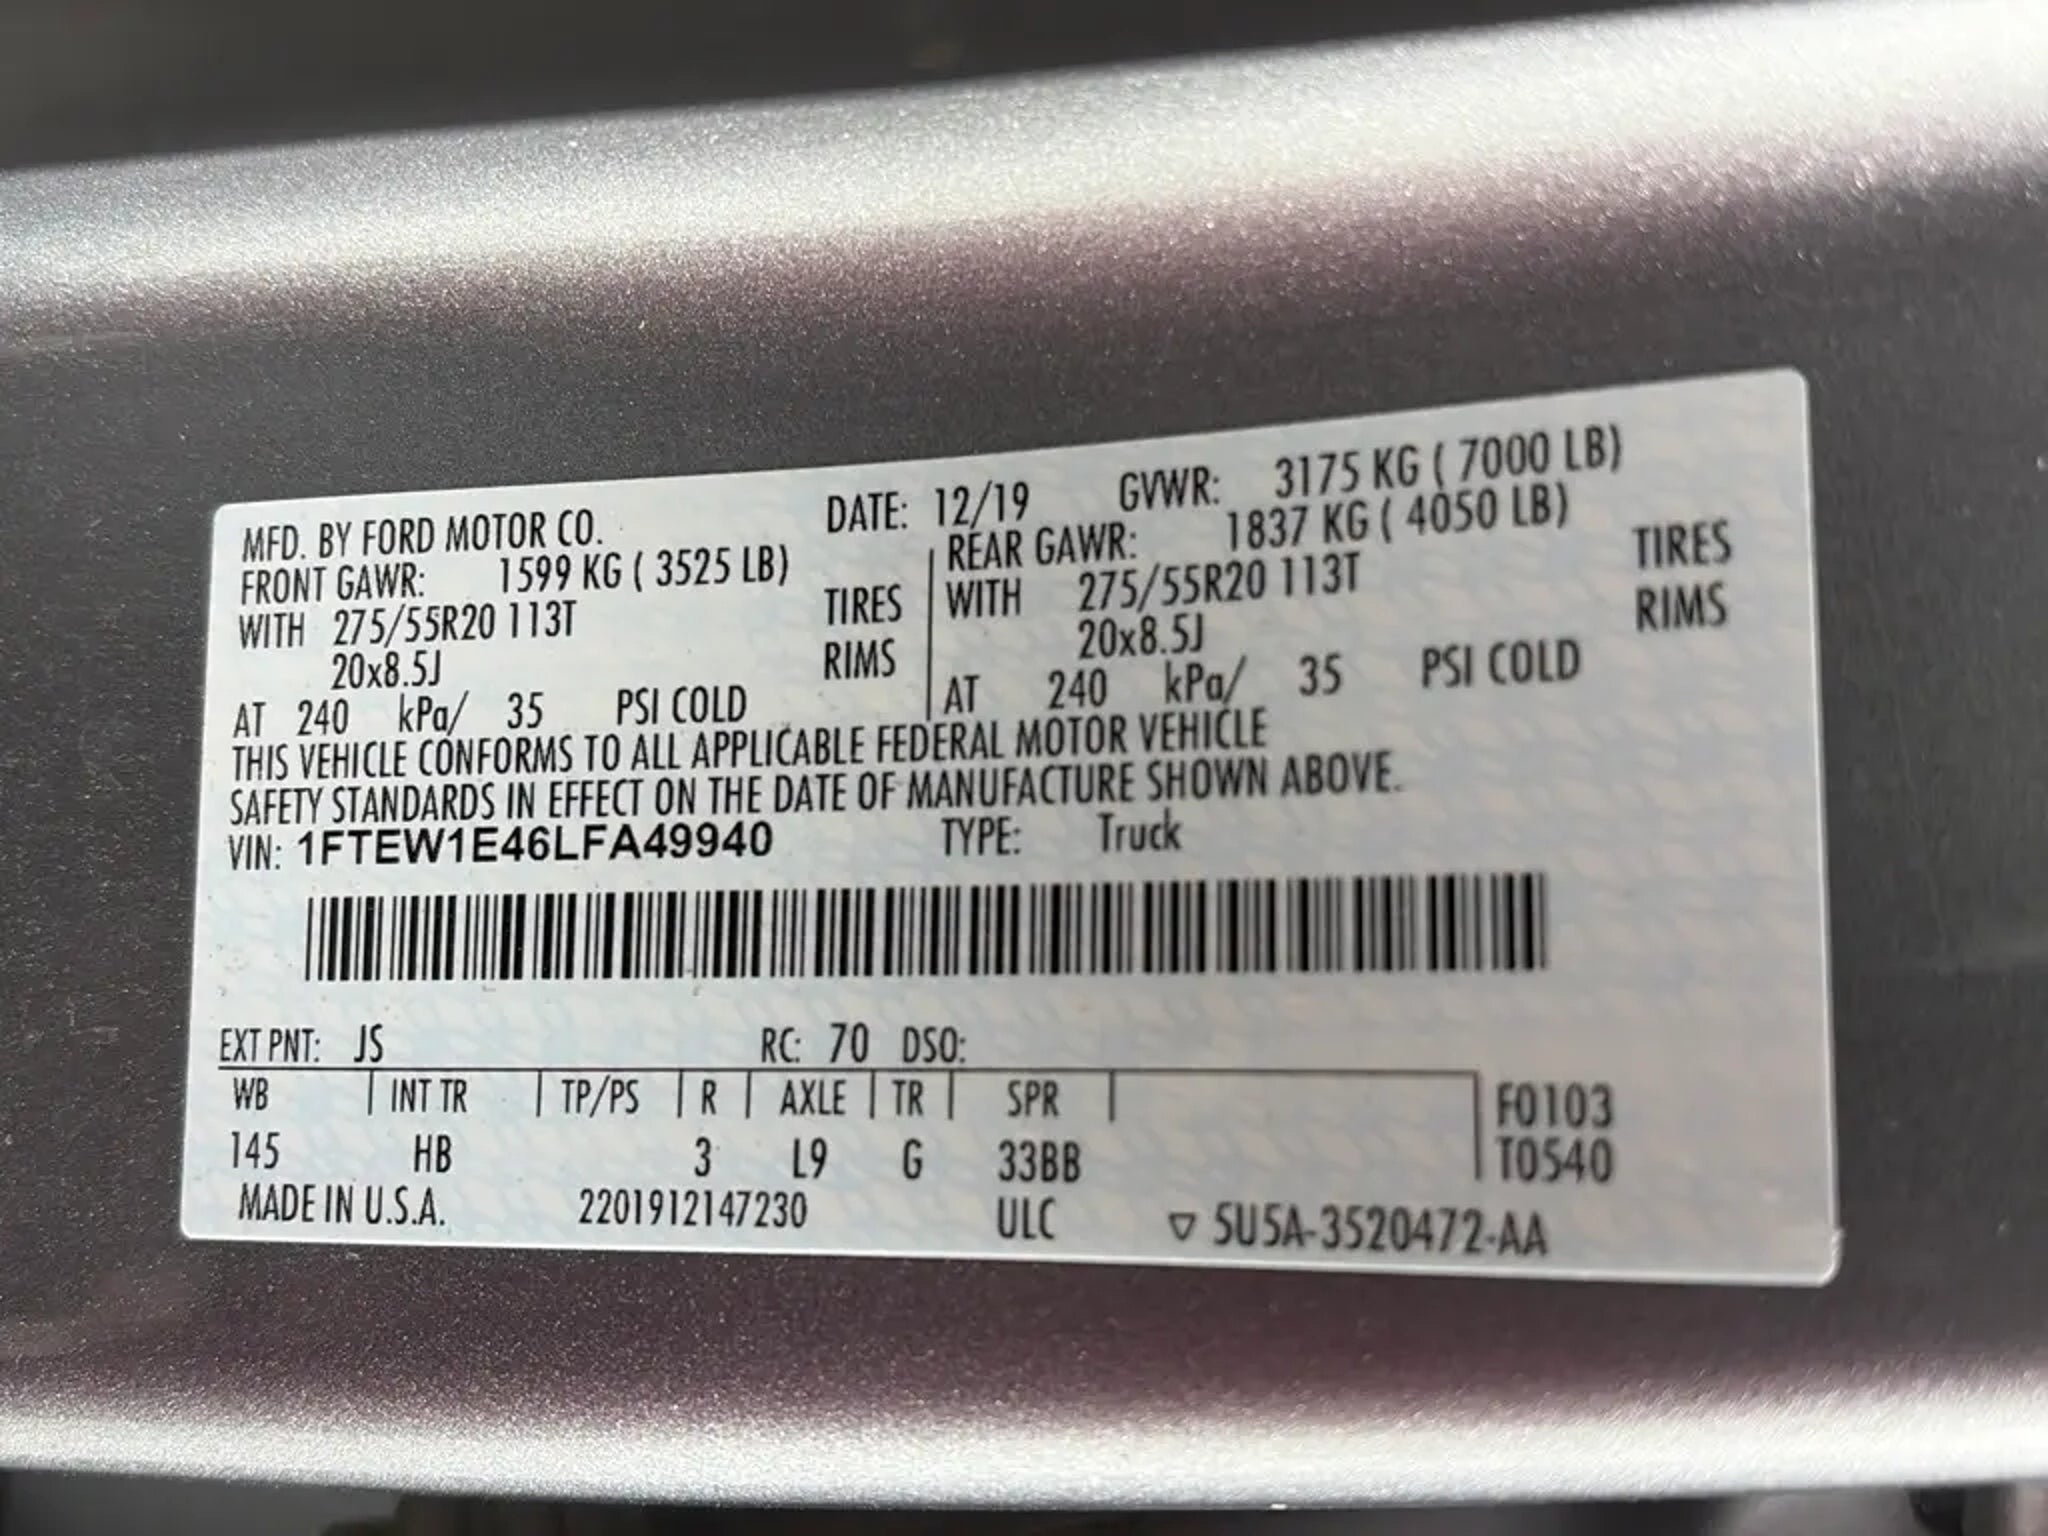 MFD. BY FORD MOTOR CO. DATE: 12/19 GVWR: 3175 KG ( 7000 LB)
FRONT GAWR: 1599 KG ( 3525 LB) REAR GAWR: 1837 KG ( 4050 LB)
WITH 275/55R20 113T TIRES WITH 275/55R20 113T TIRES
20x8.5J RIMS 20x8.5J RIMS
AT 240 kPa/ 35 PSI COLD AT 240 kPa/ 35 PSI COLD
THIS VEHICLE CONFORMS TO ALL APPLICABLE FEDERAL MOTOR VEHICLE
SAFETY STANDARDS IN EFFECT ON THE DATE OF MANUFACTURE SHOWN ABOVE.
VIN: 1FTEW1E46LFA49940 TYPE: Truck
EXT PNT: JS RC: 70 DSO:
WB INT TR TP/PS R AXLE TR SPR F0103
145 HB 3 L9 G 33BB T0540
MADE IN U.S.A. 2201912147230 ULC ▽ 5U5A-3520472-AA